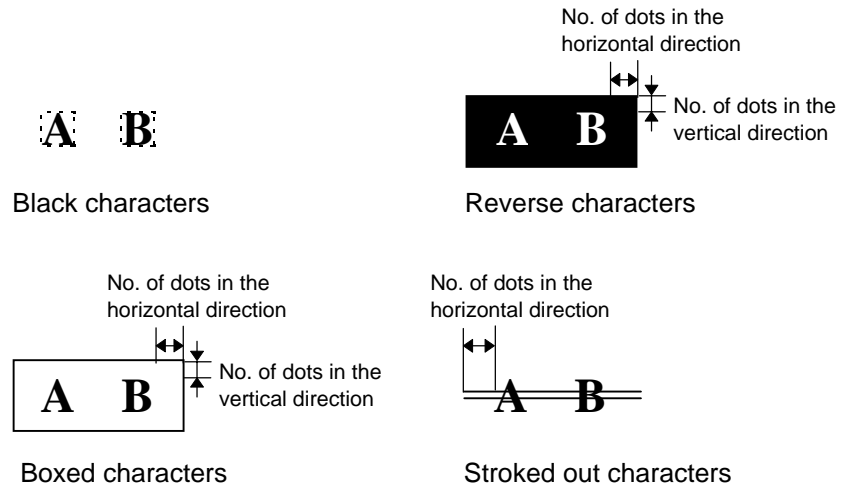 No. of dots in the
horizontal direction
A B
No. of dots in the
vertical direction
A B
Black characters
Reverse characters
No. of dots in the
horizontal direction
No. of dots in the
vertical direction
A B
Boxed characters
No. of dots in the
horizontal direction
A B
Stroked out characters